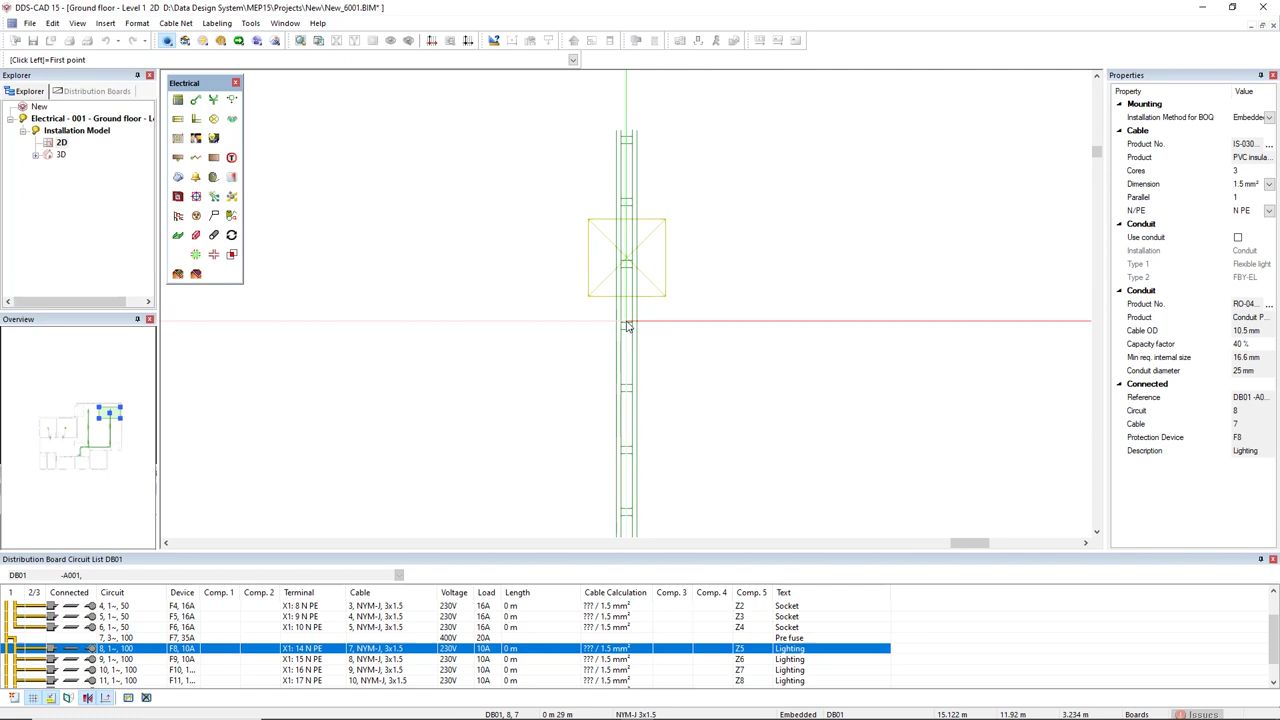 DDS-CAD 15 - [Ground floor - Level 1 2D D:\Data Design System\MEP15\Projects\New\New_6001.BIM* ]
File Edit View Insert Format Cable Net Labeling Tools Window Help
[Click Left]=First point
Explorer
Explorer Distribution Boards
New
Electrical - 001 - Ground floor - L
Installation Model
2D
3D
Overview
Electrical
Properties
Property Value
Mounting
Installation Method for BOQ Embedde
Cable
Product No. IS-030... ...
Product PVC insula...
Cores 3
Dimension 1.5 mm²
Parallel 1
N/PE N PE
Conduit
Use conduit
Installation Conduit
Type 1 Flexible light
Type 2 FBY-EL
Conduit
Product No. RO-04... ...
Product Conduit P...
Cable OD 10.5 mm
Capacity factor 40 %
Min req. internal size 16.6 mm
Conduit diameter 25 mm
Connected
Reference DB01 -A0...
Circuit 8
Cable 7
Protection Device F8
Description Lighting
Distribution Board Circuit List DB01
DB01 -A001,
1 2/3 Connected Circuit Device Comp. 1 Comp. 2 Terminal Cable Voltage Load Length Cable Calculation Comp. 3 Comp. 4 Comp. 5 Text
4, 1~, 50 F4, 16A X1: 8 N PE 3, NYM-J, 3x1.5 230V 16A 0 m ??? / 1.5 mm² Z2 Socket
5, 1~, 50 F5, 16A X1: 9 N PE 4, NYM-J, 3x1.5 230V 16A 0 m ??? / 1.5 mm² Z3 Socket
6, 1~, 50 F6, 16A X1: 10 N PE 5, NYM-J, 3x1.5 230V 16A 0 m ??? / 1.5 mm² Z4 Socket
7, 3~, 100 F7, 35A 400V 20A Pre fuse
8, 1~, 100 F8, 10A X1: 14 N PE 7, NYM-J, 3x1.5 230V 10A 0 m ??? / 1.5 mm² Z5 Lighting
9, 1~, 100 F9, 10A X1: 15 N PE 8, NYM-J, 3x1.5 230V 10A 0 m ??? / 1.5 mm² Z6 Lighting
10, 1~, 100 F10, 1... X1: 16 N PE 9, NYM-J, 3x1.5 230V 10A 0 m ??? / 1.5 mm² Z7 Lighting
11, 1~, 100 F11, 1... X1: 17 N PE 10, NYM-J, 3x1.5 230V 10A 0 m ??? / 1.5 mm² Z8 Lighting
DB01, 8, 7 0 m 29 m NYM-J 3x1.5 Embedded DB01 15.122 m 11.92 m 3.234 m Boards Issues